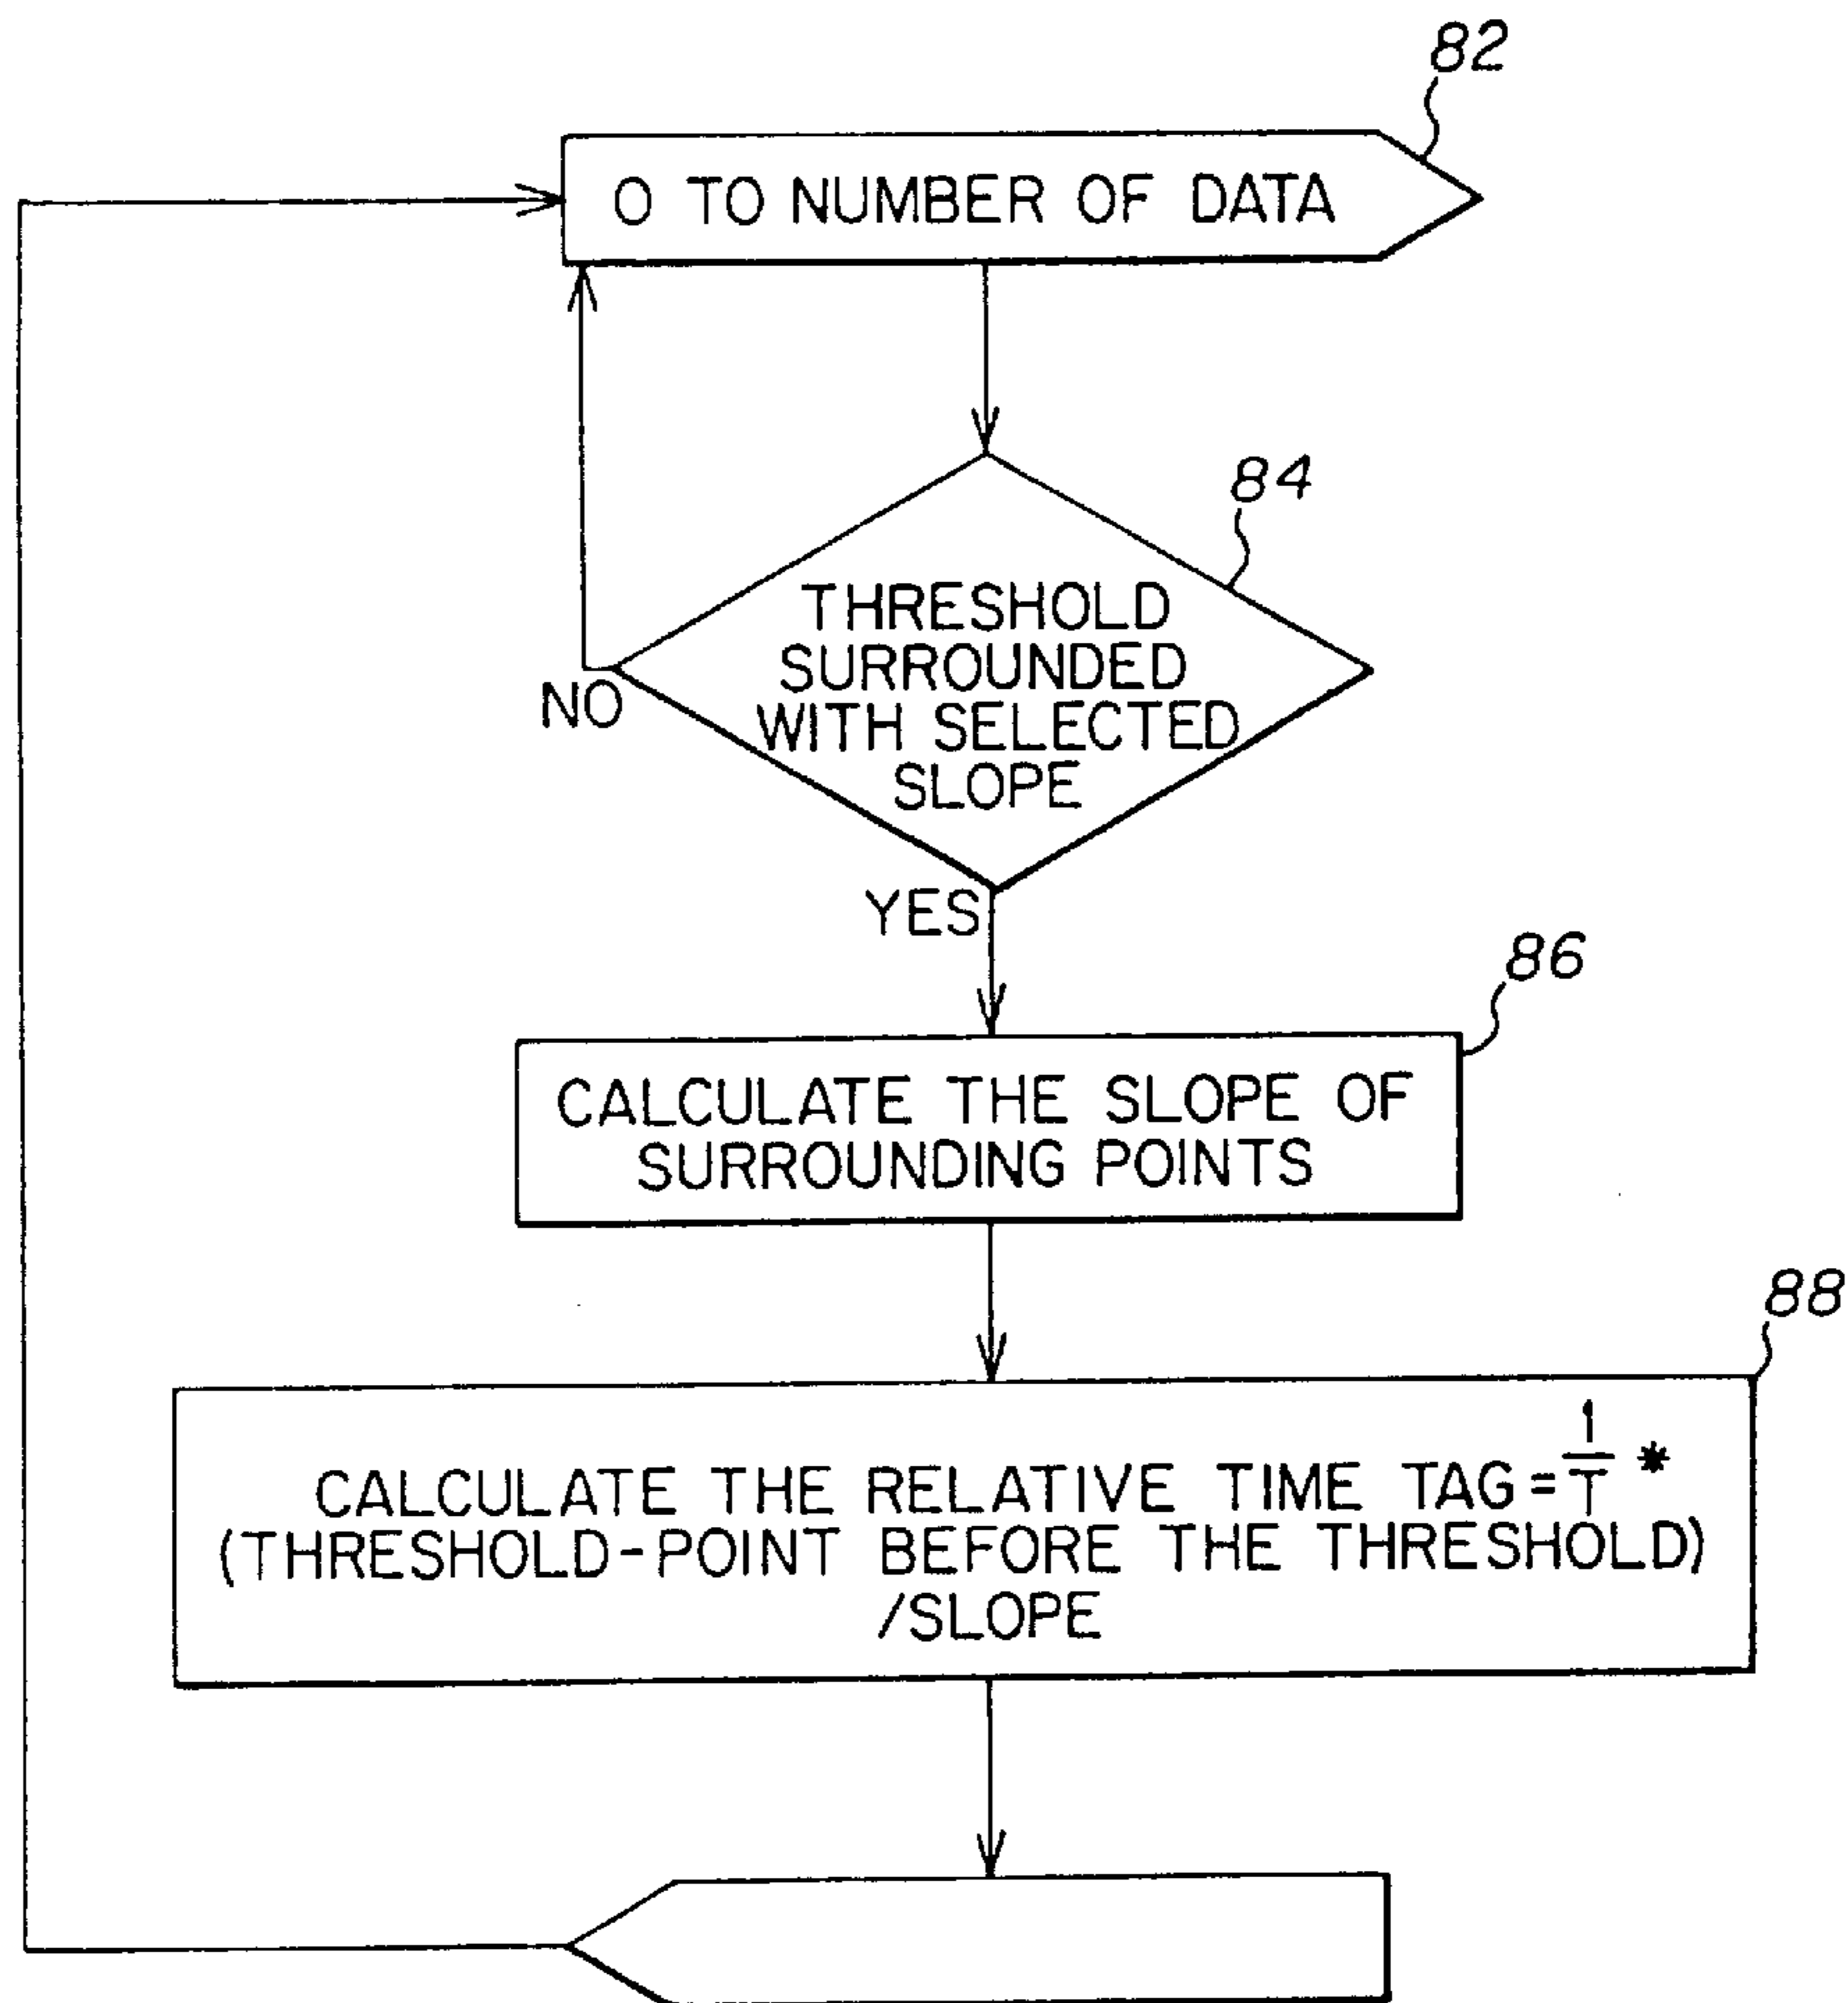 82
0 TO NUMBER OF DATA
84
THRESHOLD
SURROUNDED
WITH SELECTED
SLOPE
NO
YES
86
CALCULATE THE SLOPE OF
SURROUNDING POINTS
88
CALCULATE THE RELATIVE TIME TAG = 1/T *
(THRESHOLD-POINT BEFORE THE THRESHOLD)
/SLOPE